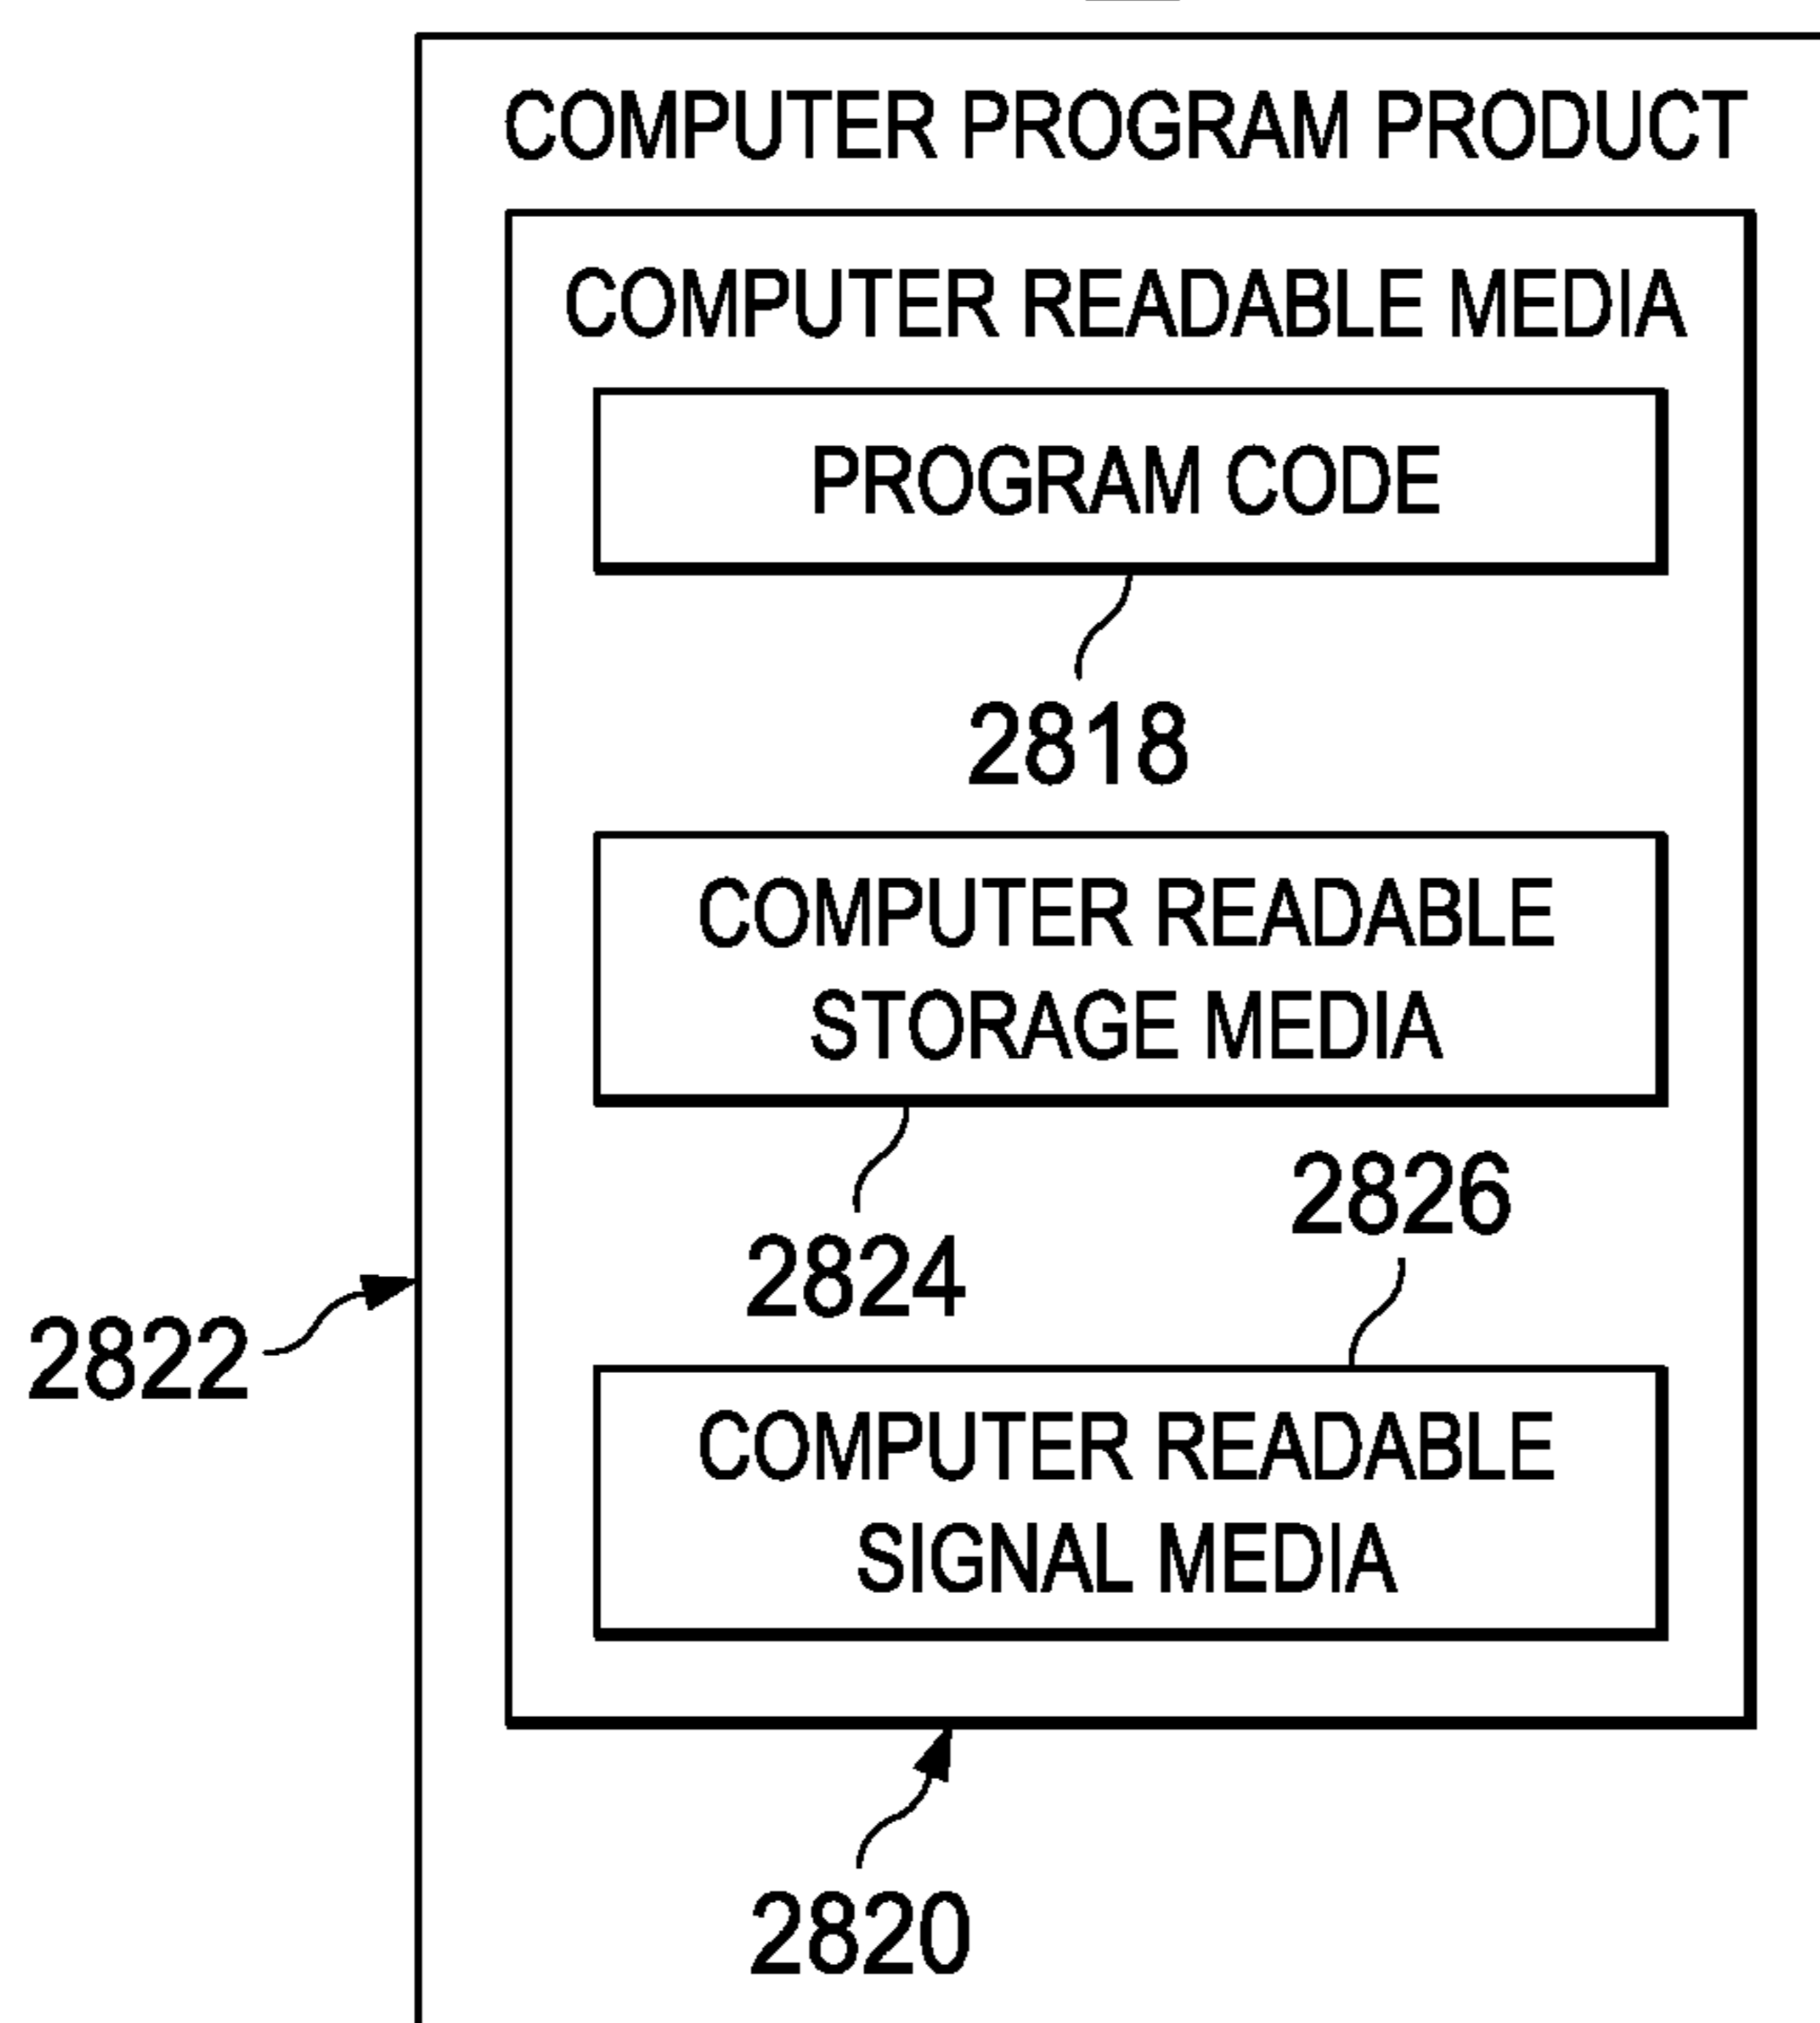 COMPUTER PROGRAM PRODUCT
COMPUTER READABLE MEDIA
PROGRAM CODE
2818
COMPUTER READABLE
STORAGE MEDIA
2826
2824
2822
COMPUTER READABLE
SIGNAL MEDIA
2820